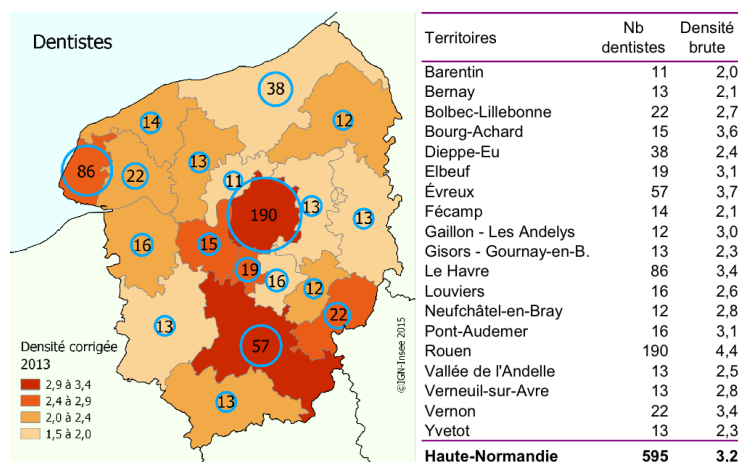 Dentistes
38
14
12
13
86
22
11
190
13
13
16
15
19
16
12
22
13
57
13
Densité corrigée
2013
2,9 à 3,4
2,4 à 2,9
2,0 à 2,4
1,5 à 2,0
©IGN-Insee 2015
Territoires Nb dentistes Densité brute
Barentin 11 2,0
Bernay 13 2,1
Bolbec-Lillebonne 22 2,7
Bourg-Achard 15 3,6
Dieppe-Eu 38 2,4
Elbeuf 19 3,1
Évreux 57 3,7
Fécamp 14 2,1
Gaillon - Les Andelys 12 3,0
Gisors - Gournay-en-B. 13 2,3
Le Havre 86 3,4
Louviers 16 2,6
Neufchâtel-en-Bray 12 2,8
Pont-Audemer 16 3,1
Rouen 190 4,4
Vallée de l'Andelle 13 2,5
Verneuil-sur-Avre 13 2,8
Vernon 22 3,4
Yvetot 13 2,3
Haute-Normandie 595 3,2